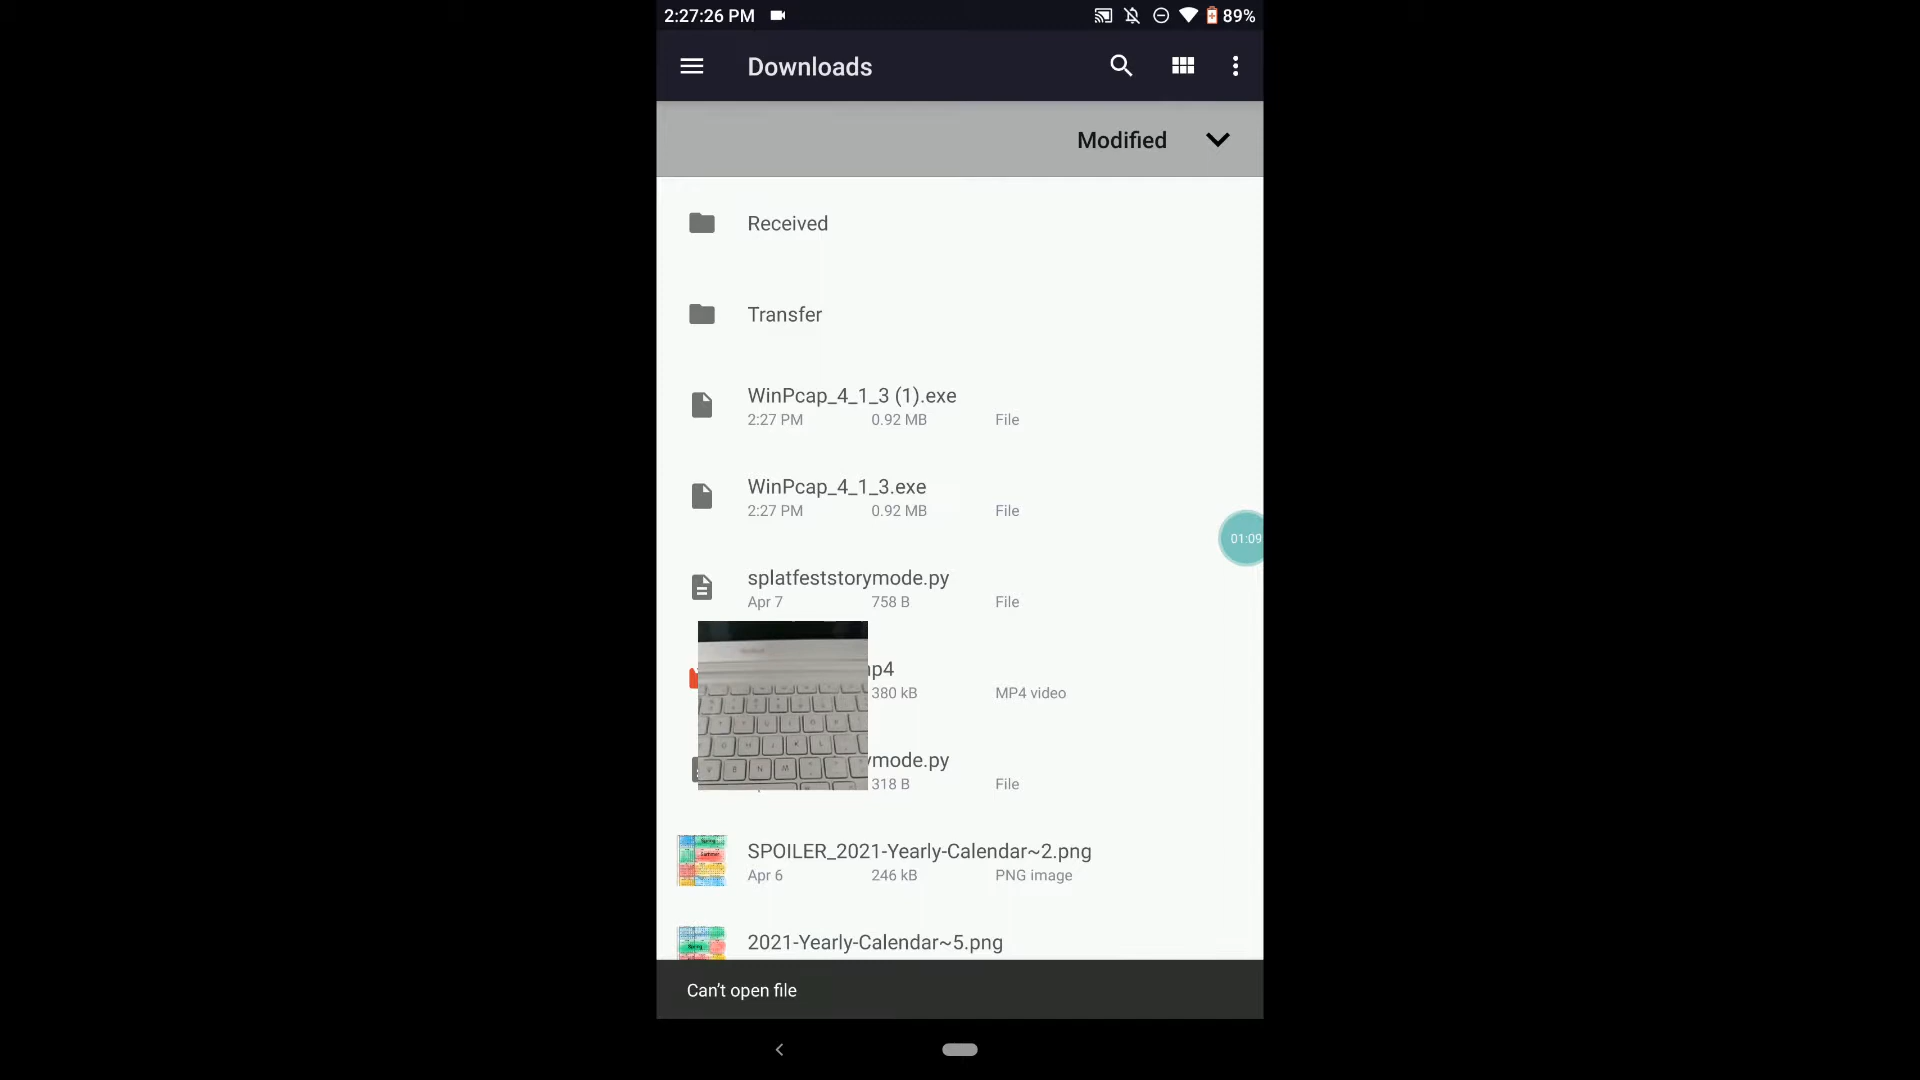 2:27:26 PM 89%
Downloads
Modified
Received
Transfer
WinPcap_4_1_3 (1).exe
2:27 PM 0.92 MB File
WinPcap_4_1_3.exe
2:27 PM 0.92 MB File
01:09
splatfeststorymode.py
Apr 7 758 B File
mp4
380 kB MP4 video
ymode.py
318 B File
SPOILER_2021-Yearly-Calendar~2.png
Apr 6 246 kB PNG image
2021-Yearly-Calendar~5.png
Can't open file